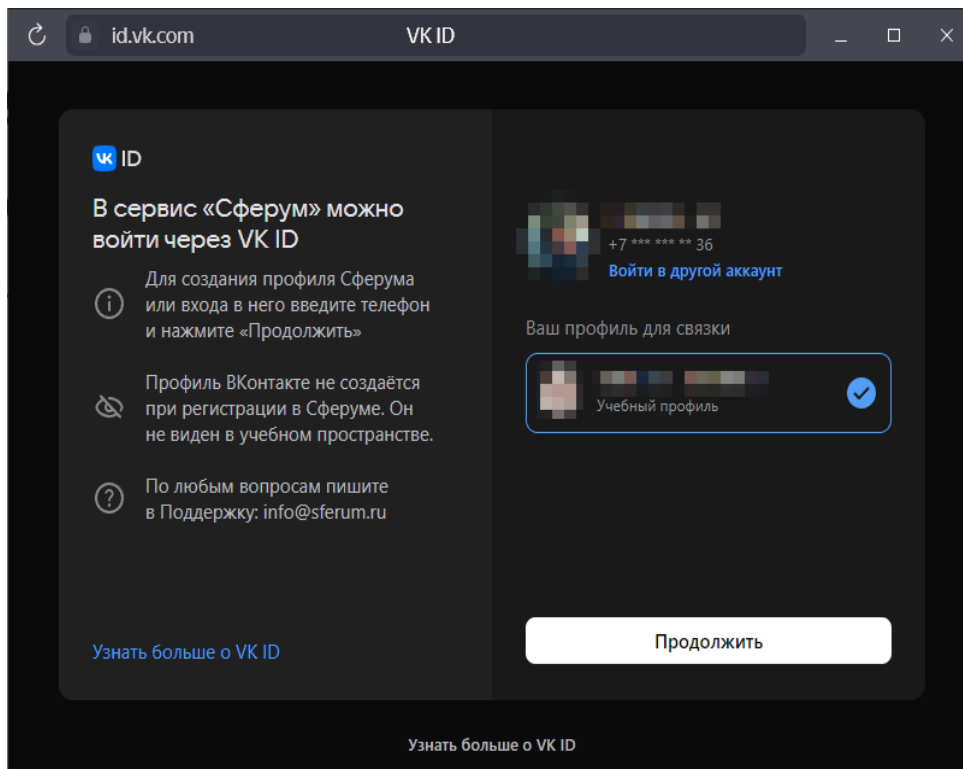 id.vk.com
VK ID
VK ID
В сервис «Сферум» можно
войти через VK ID
Для создания профиля Сферума
или входа в него введите телефон
и нажмите «Продолжить»
Профиль ВКонтакте не создаётся
при регистрации в Сферуме. Он
не виден в учебном пространстве.
По любым вопросам пишите
в Поддержку: info@sferum.ru
Узнать больше о VK ID
+7 *** *** ** 36
Войти в другой аккаунт
Ваш профиль для связки
Учебный профиль
Продолжить
Узнать больше о VK ID